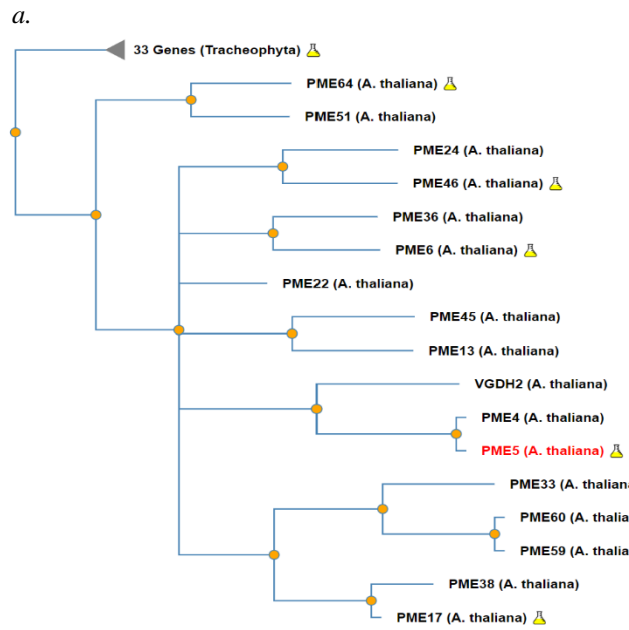 a.
33 Genes (Tracheophyta)
PME64 (A. thaliana)
PME51 (A. thaliana)
PME24 (A. thaliana)
PME46 (A. thaliana)
PME36 (A. thaliana)
PME6 (A. thaliana)
PME22 (A. thaliana)
PME45 (A. thaliana)
PME13 (A. thaliana)
VGDH2 (A. thaliana)
PME4 (A. thaliana)
PME5 (A. thaliana)
PME33 (A. thaliana
PME60 (A. thalia
PME59 (A. thalia
PME38 (A. thaliana)
PME17 (A. thaliana)